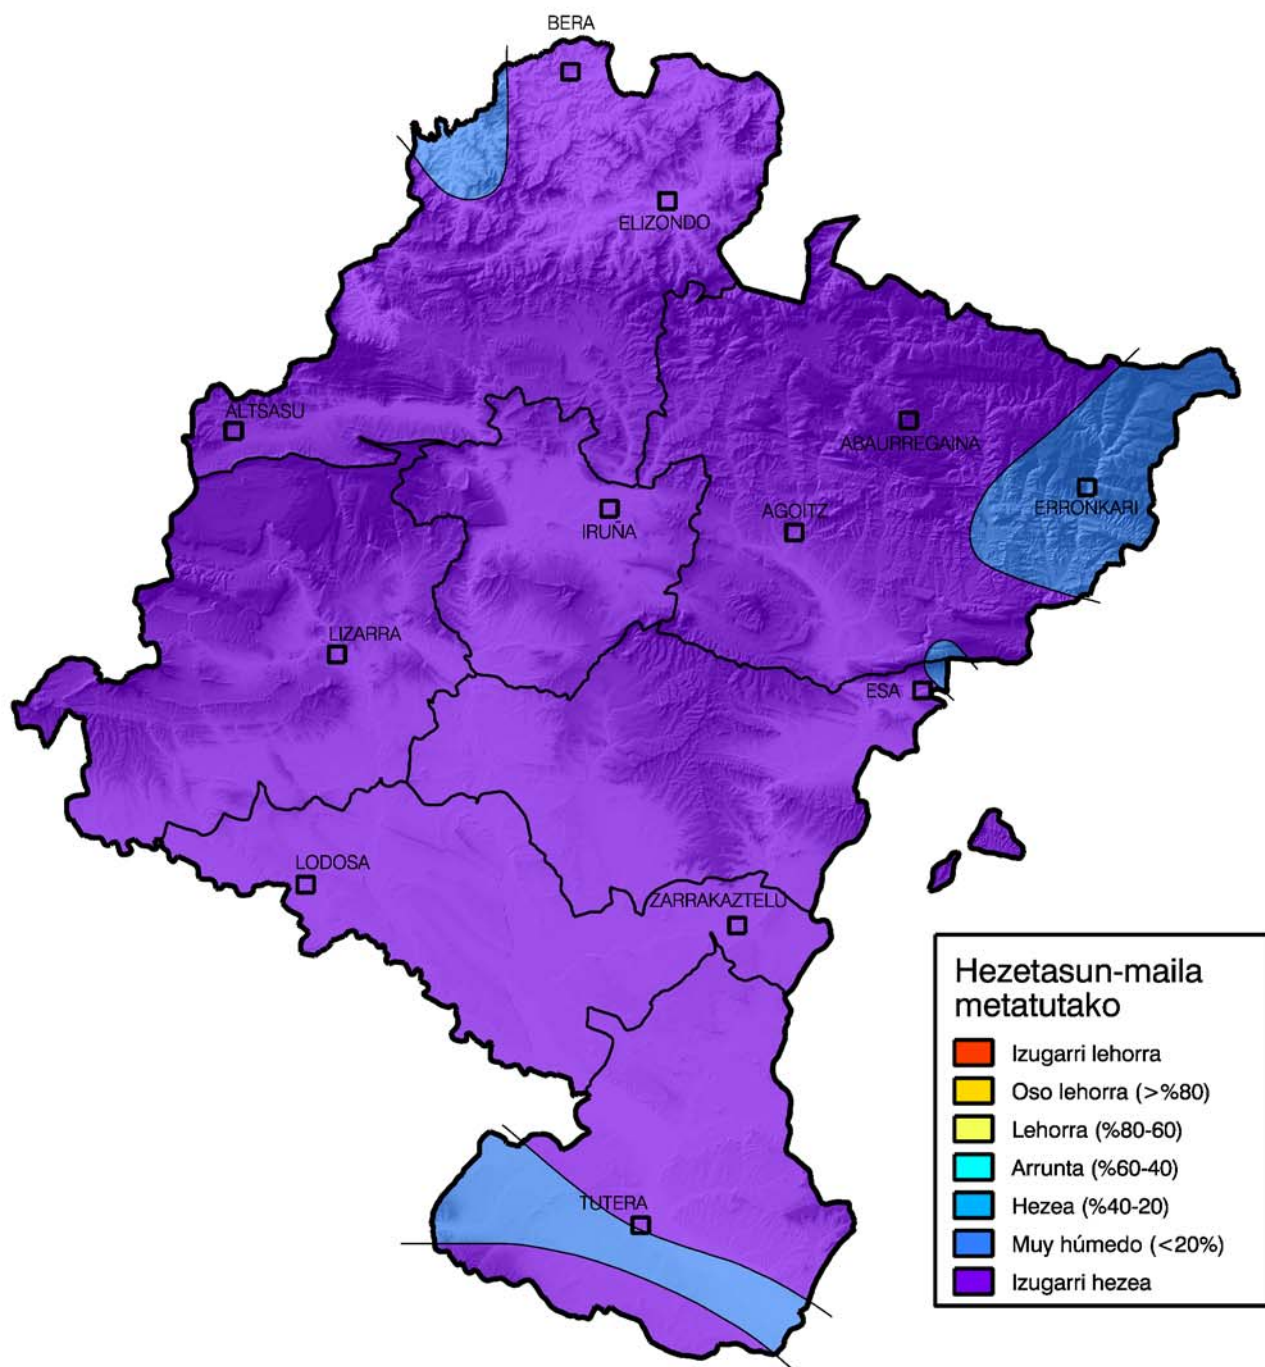 BERA
ELIZONDO
ALTSASU
ABAURREGAINA
ERRONKARI
IRUÑA
AGOITZ
LIZARRA
ESA
LODOSA
ZARRAKAZTELU
TUTERA
Hezetasun-maila
metatutako
Izugarri lehorra
Oso lehorra (>%80)
Lehorra (%80-60)
Arrunta (%60-40)
Hezea (%40-20)
Muy húmedo (<20%)
Izugarri hezea